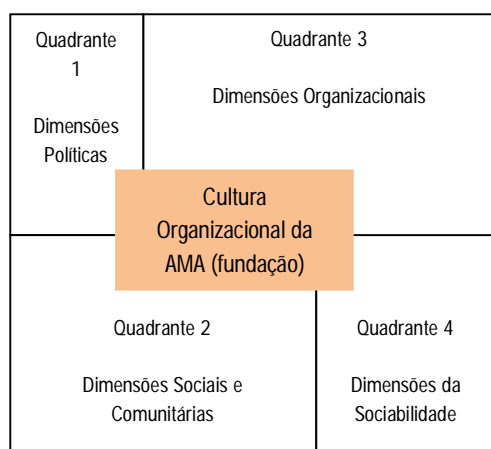 Quadrante
1
Dimensões
Políticas
Quadrante 3
Dimensões Organizacionais
Cultura
Organizacional da
AMA (fundação)
Quadrante 2
Dimensões Sociais e
Comunitárias
Quadrante 4
Dimensões da
Sociabilidade